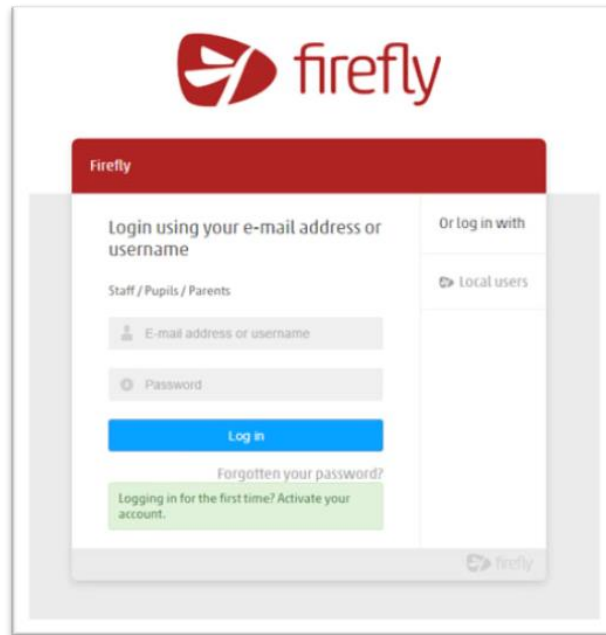 firefly
Firefly
Login using your e-mail address or
username
Staff / Pupils / Parents
E-mail address or username
Password
Log in
Forgotten your password?
Logging in for the first time? Activate your
account.
Or log in with
Local users
firefly